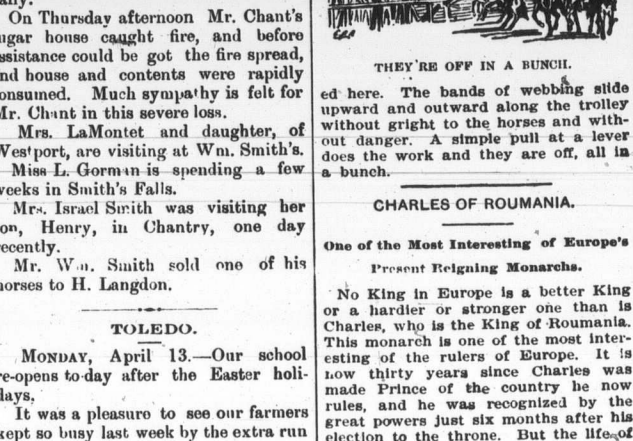 On Thursday afternoon Mr. Chant's
ugar house caught fire, and before
ssistance could be got the fire spread,
nd house and contents were rapidly
onsumed. Much sympathy is felt for
Mr. Chant in this severe loss.
Mrs. LaMontet and daughter, of
Westport, are visiting at Wm. Smith's.
Miss L. Gorman is spending a few
weeks in Smith's Falls.
Mrs. Israel Smith was visiting her
on, Henry, in Chantry, one day
ecently.
Mr. Wm. Smith sold one of his
horses to H. Langdon.
TOLEDO.
MONDAY, April 13.—Our school
re-opens to-day after the Easter holi-
days.
It was a pleasure to see our farmers
kept so busy last week by the extra run
THEY'RE OFF IN A BUNCH.
ed here. The bands of webbing slide
upward and outward along the trolley
without gright to the horses and with-
out danger. A simple pull at a lever
does the work and they are off, all in
a bunch.
CHARLES OF ROUMANIA.
One of the Most Interesting of Europe's
Present Reigning Monarchs.
No King in Europe is a better King
or a hardier or stronger one than is
Charles, who is the King of Roumania.
This monarch is one of the most inter-
esting of the rulers of Europe. It is
now thirty years since Charles was
made Prince of the country he now
rules, and he was recognized by the
great powers just six months after his
election to the throne. But the life of